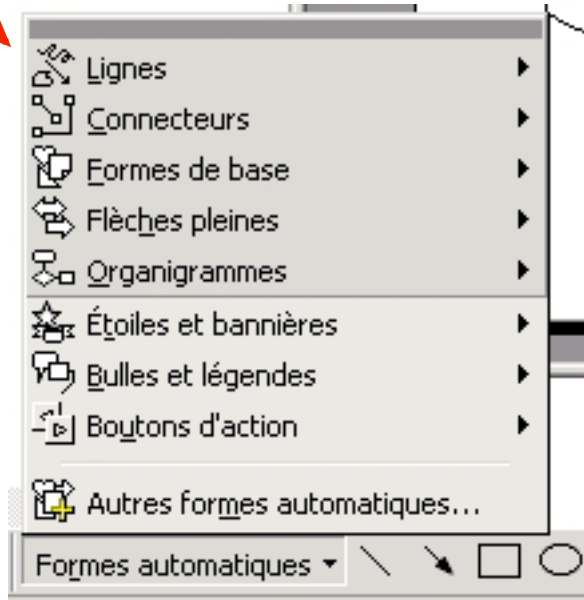 Lignes
Connecteurs
Formes de base
Flèches pleines
Organigrammes
Étoiles et bannières
Bulles et légendes
Boutons d'action
Autres formes automatiques...
Formes automatiques